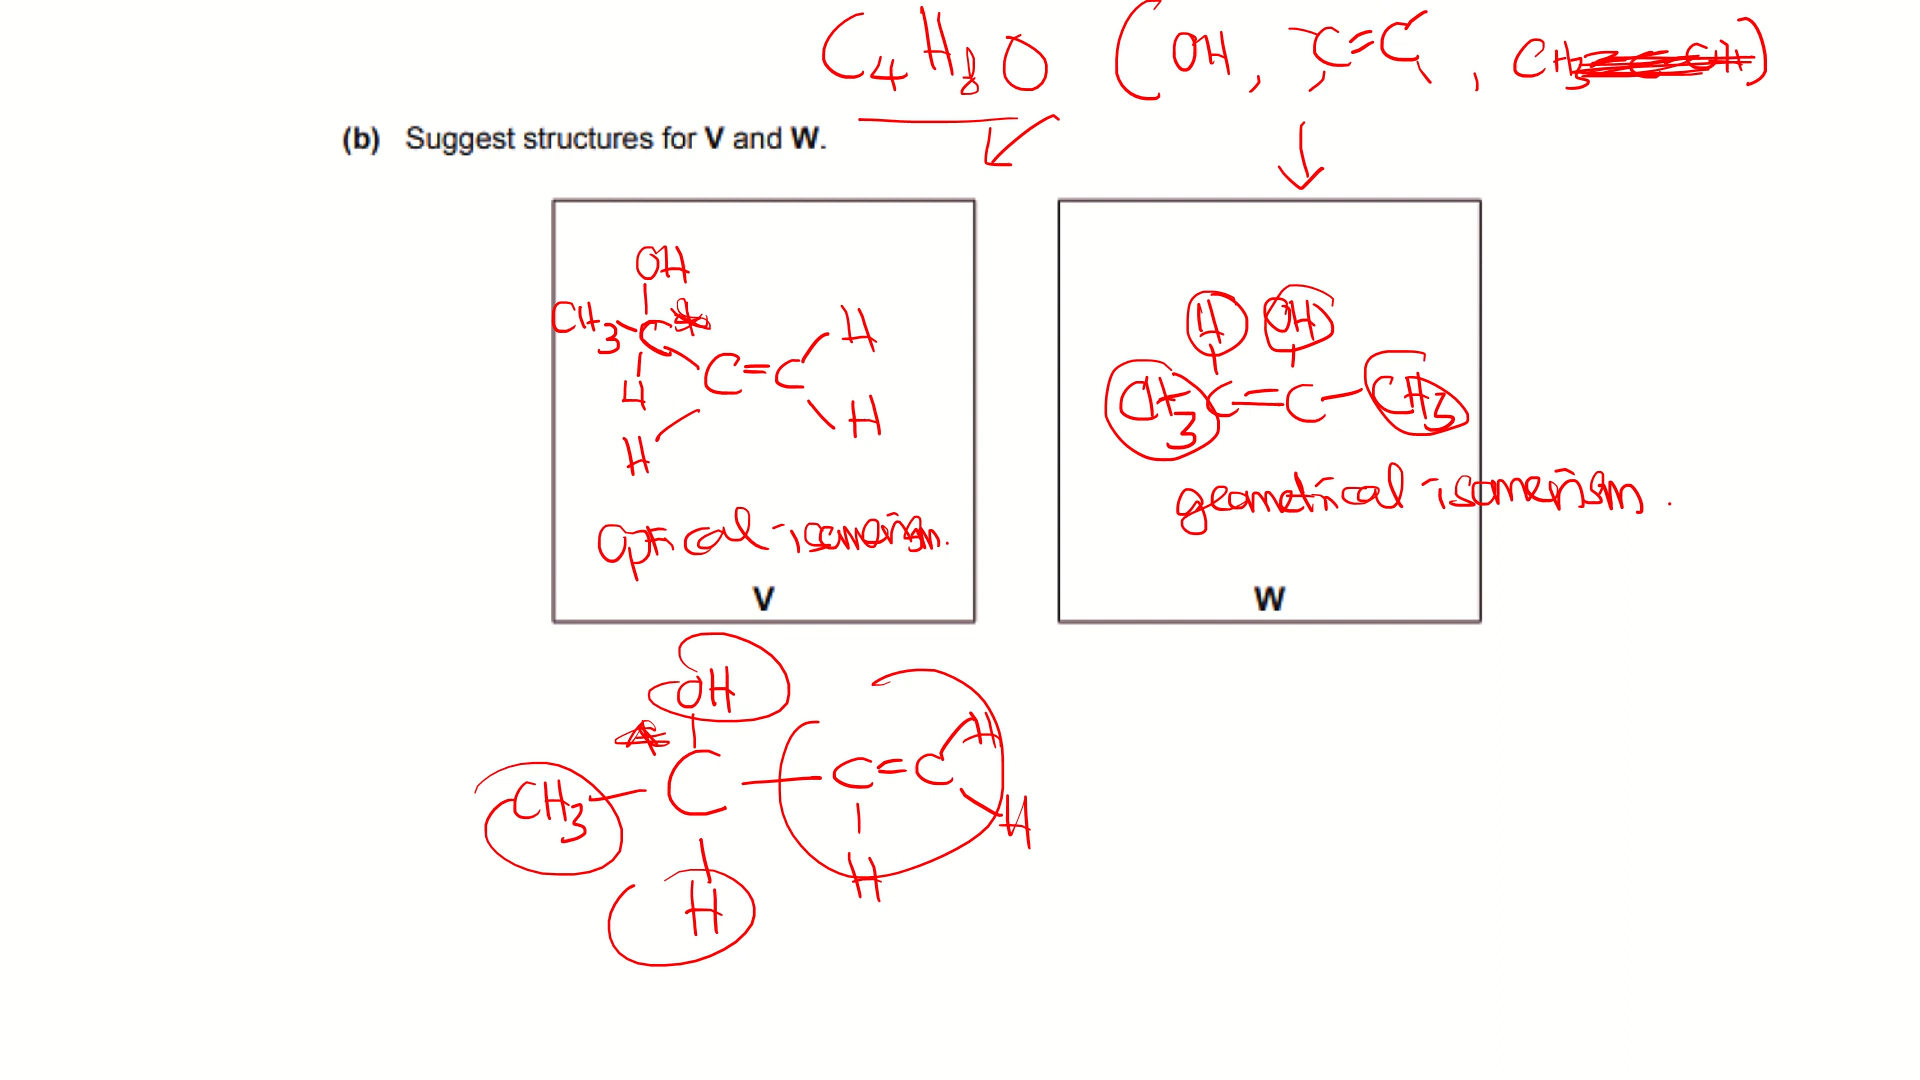 C4H8O (OH, C=C, CH3)
(b) Suggest structures for V and W.
OH
CH3 C * C=C H
H
H
H
optical isomerism.
V
H OH
CH3 C=C CH3
geometrical isomerism.
W
OH
*
CH3 C C=C H
H
H
H